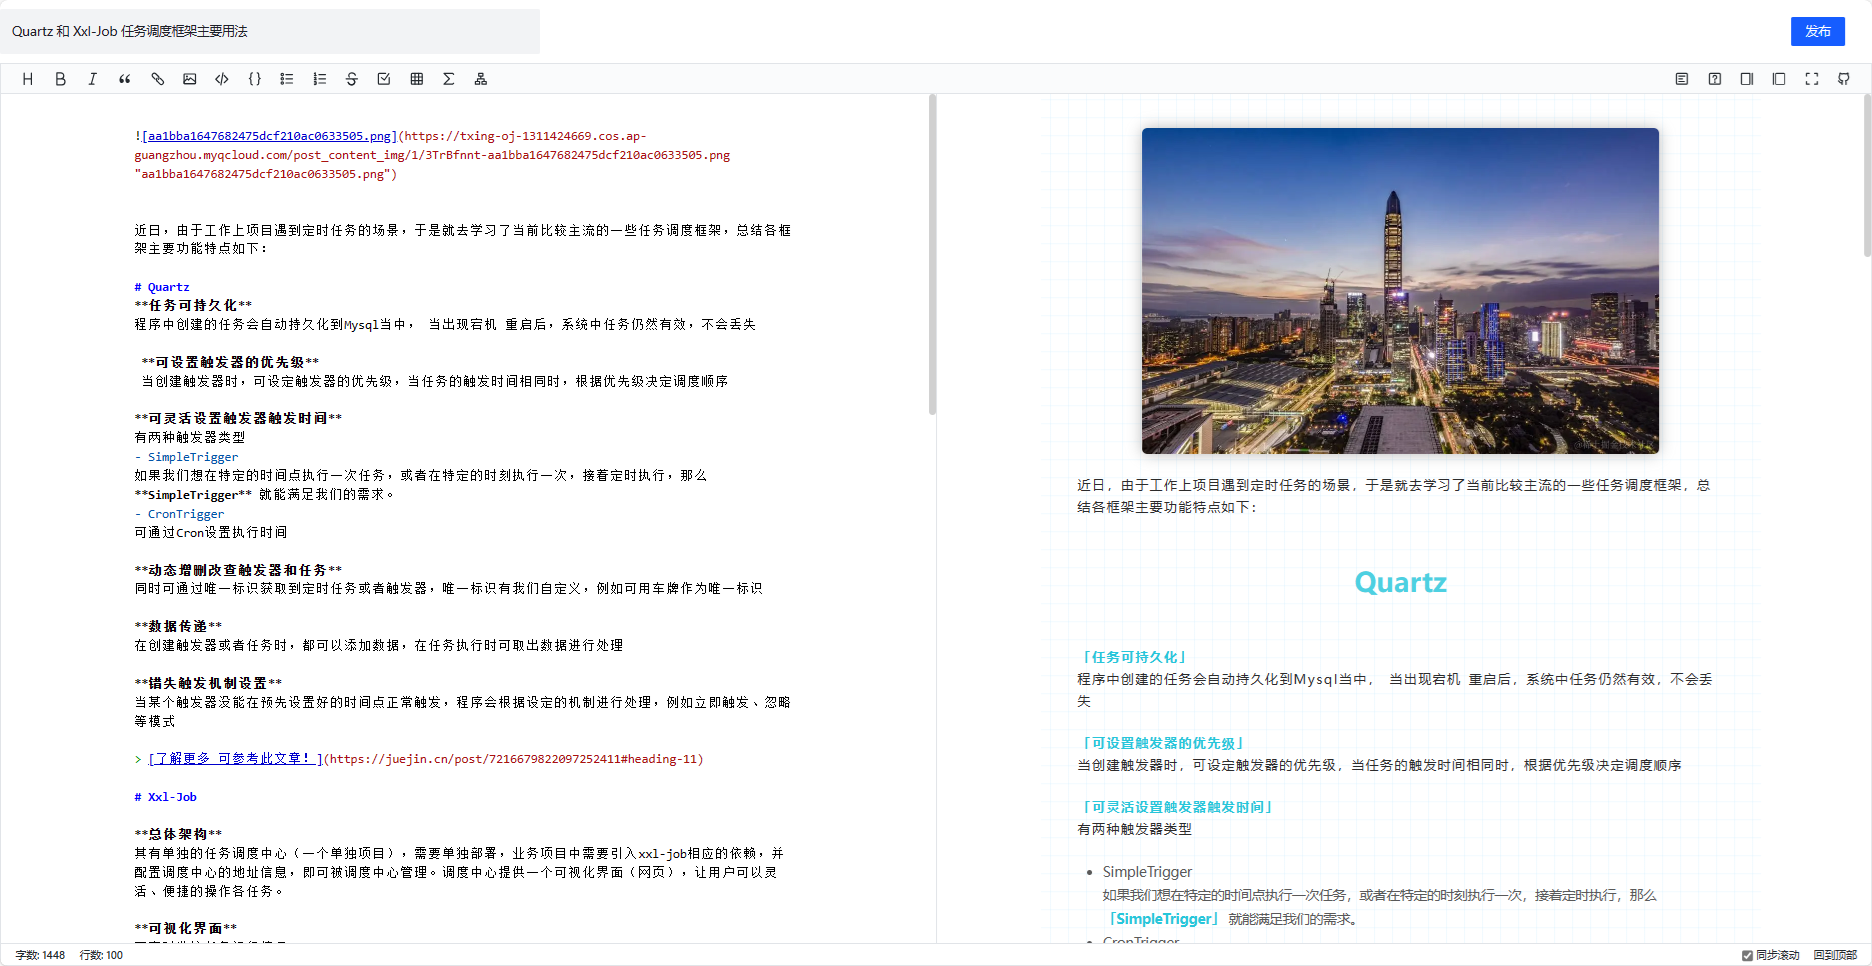 Quartz 和 Xxl-Job 任务调度框架主要用法
发布
![aa1bba1647682475dcf210ac0633505.png](https://txing-oj-1311424669.cos.ap-
guangzhou.myqcloud.com/post_content_img/1/3TrBfnnt-aa1bba1647682475dcf210ac0633505.png
"aa1bba1647682475dcf210ac0633505.png")
近日，由于工作上项目遇到定时任务的场景，于是就去学习了当前比较主流的一些任务调度框架，总结各框
架主要功能特点如下：
# Quartz
**任务可持久化**
程序中创建的任务会自动持久化到Mysql当中， 当出现宕机 重启后，系统中任务仍然有效，不会丢失
**可设置触发器的优先级**
当创建触发器时，可设定触发器的优先级，当任务的触发时间相同时，根据优先级决定调度顺序
**可灵活设置触发器触发时间**
有两种触发器类型
- SimpleTrigger
如果我们想在特定的时间点执行一次任务，或者在特定的时刻执行一次，接着定时执行，那么
**SimpleTrigger** 就能满足我们的需求。
- CronTrigger
可通过Cron设置执行时间
**动态增删改查触发器和任务**
同时可通过唯一标识获取到定时任务或者触发器，唯一标识有我们自定义，例如可用车牌作为唯一标识
**数据传递**
在创建触发器或者任务时，都可以添加数据，在任务执行时可取出数据进行处理
**错失触发机制设置**
当某个触发器没能在预先设置好的时间点正常触发，程序会根据设定的机制进行处理，例如立即触发、忽略
等模式
> [了解更多 可参考此文章！](https://juejin.cn/post/7216679822097252411#heading-11)
# Xxl-Job
**总体架构**
其有单独的任务调度中心（一个单独项目），需要单独部署，业务项目中需要引入xxl-job相应的依赖，并
配置调度中心的地址信息，即可被调度中心管理。调度中心提供一个可视化界面（网页），让用户可以灵
活、便捷的操作各任务。
**可视化界面**
近日，由于工作上项目遇到定时任务的场景，于是就去学习了当前比较主流的一些任务调度框架，总
结各框架主要功能特点如下：
Quartz
「任务可持久化」
程序中创建的任务会自动持久化到Mysql当中， 当出现宕机 重启后，系统中任务仍然有效，不会丢
失
「可设置触发器的优先级」
当创建触发器时，可设定触发器的优先级，当任务的触发时间相同时，根据优先级决定调度顺序
「可灵活设置触发器触发时间」
有两种触发器类型
• SimpleTrigger
如果我们想在特定的时间点执行一次任务，或者在特定的时刻执行一次，接着定时执行，那么
「SimpleTrigger」 就能满足我们的需求。
• CronTrigger
字数: 1448 行数: 100
同步滚动 回到顶部